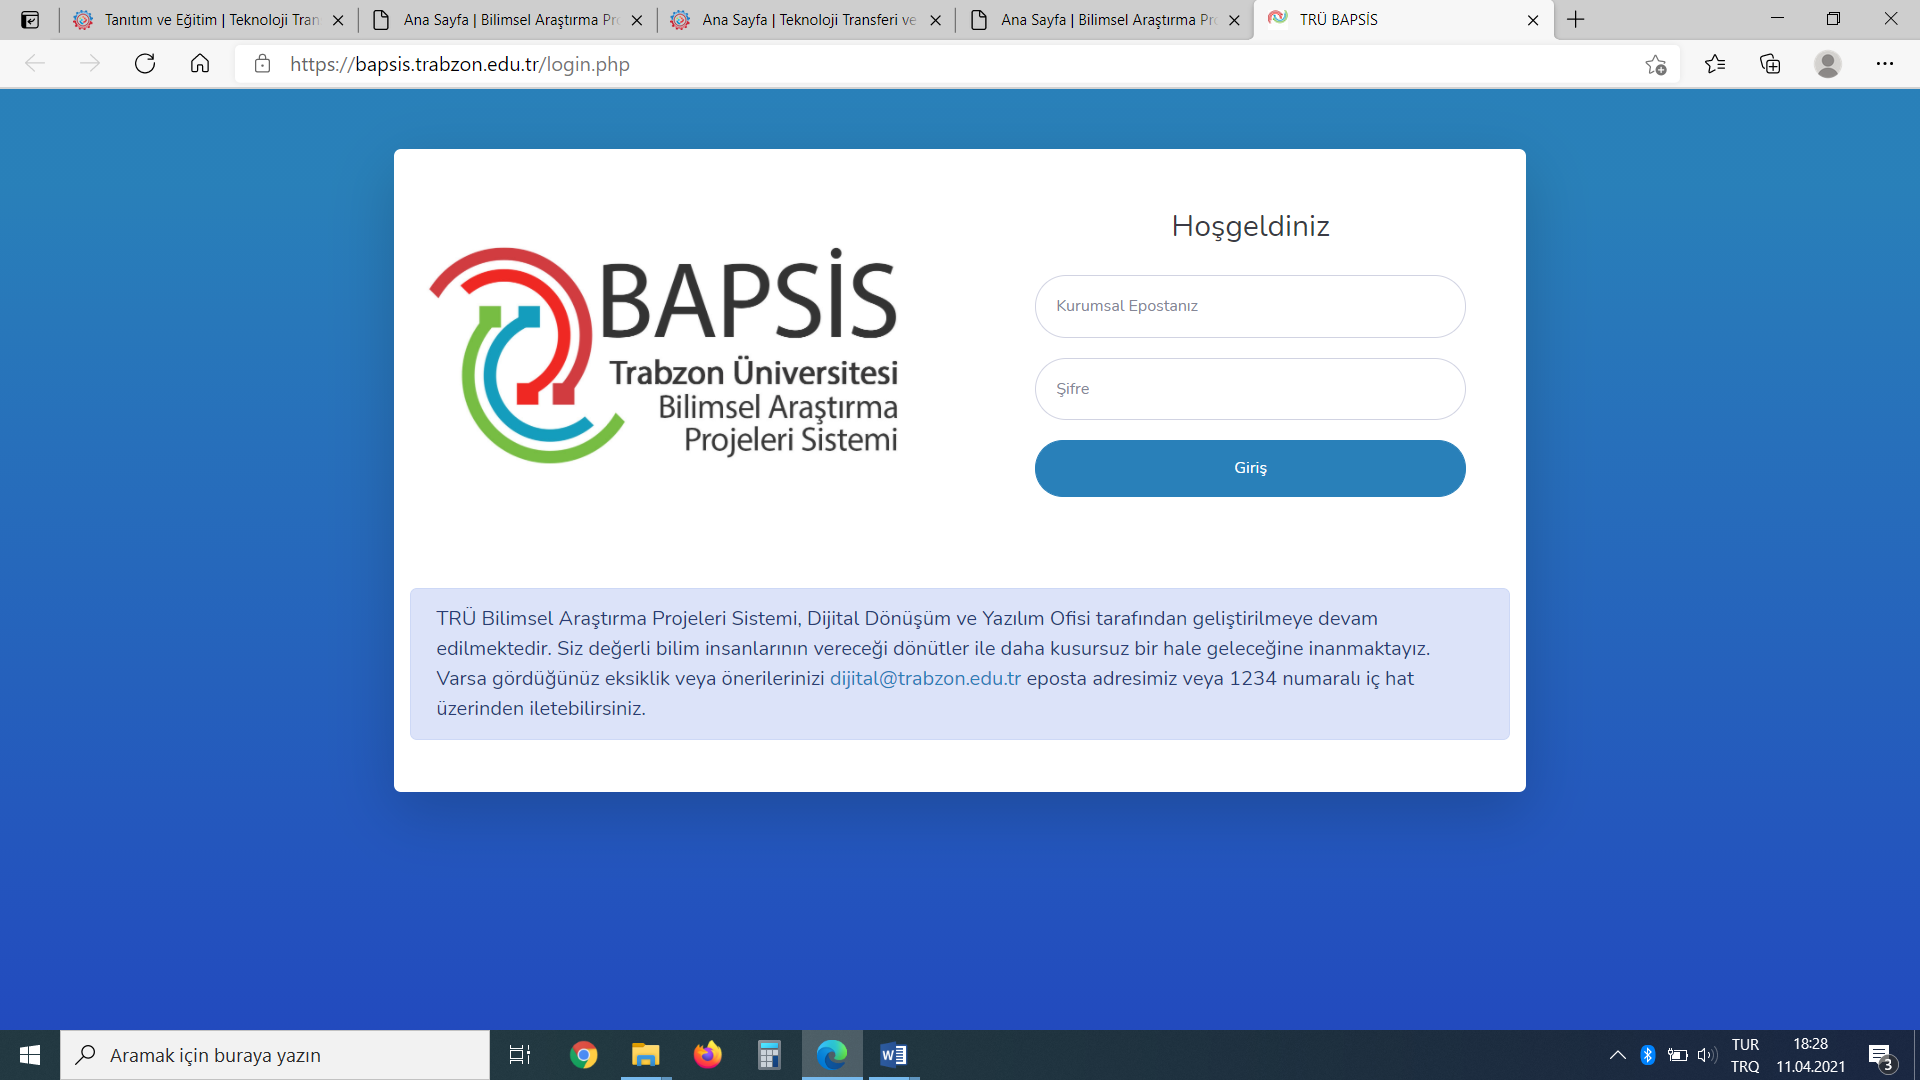 Tanıtım ve Eğitim | Teknoloji Tran
Ana Sayfa | Bilimsel Araştırma Pro
Ana Sayfa | Teknoloji Transferi ve
Ana Sayfa | Bilimsel Araştırma Pro
TRÜ BAPSİS
https://bapsis.trabzon.edu.tr/login.php
BAPSİS
Trabzon Üniversitesi
Bilimsel Araştırma
Projeleri Sistemi
Hoşgeldiniz
Kurumsal Epostanız
Şifre
Giriş
TRÜ Bilimsel Araştırma Projeleri Sistemi, Dijital Dönüşüm ve Yazılım Ofisi tarafından geliştirilmeye devam
edilmektedir. Siz değerli bilim insanlarının vereceği dönütler ile daha kusursuz bir hale geleceğine inanmaktayız.
Varsa gördüğünüz eksiklik veya önerilerinizi dijital@trabzon.edu.tr eposta adresimiz veya 1234 numaralı iç hat
üzerinden iletebilirsiniz.
Aramak için buraya yazın
TUR
TRQ
18:28
11.04.2021
3